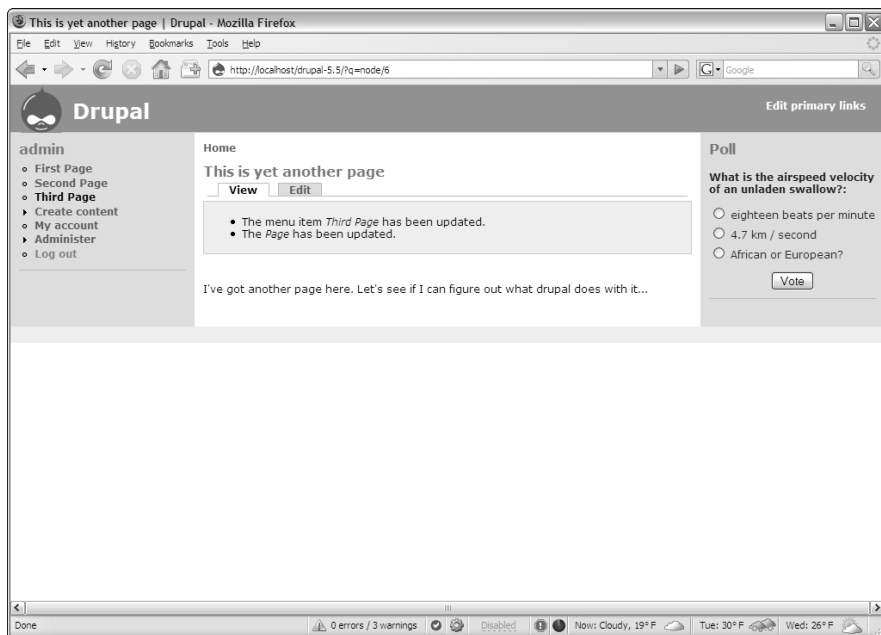 This is yet another page | Drupal - Mozilla Firefox
File Edit View History Bookmarks Tools Help
http://localhost/drupal-5.5/?q=node/6
G Google
Drupal
Edit primary links
admin
First Page
Second Page
Third Page
Create content
My account
Administer
Log out
Home
This is yet another page
View Edit
The menu item Third Page has been updated.
The Page has been updated.
I've got another page here. Let's see if I can figure out what drupal does with it...
Poll
What is the airspeed velocity
of an unladen swallow?:
eighteen beats per minute
4.7 km / second
African or European?
Vote
Done 0 errors / 3 warnings Disabled Now: Cloudy, 19° F Tue: 30° F Wed: 26° F